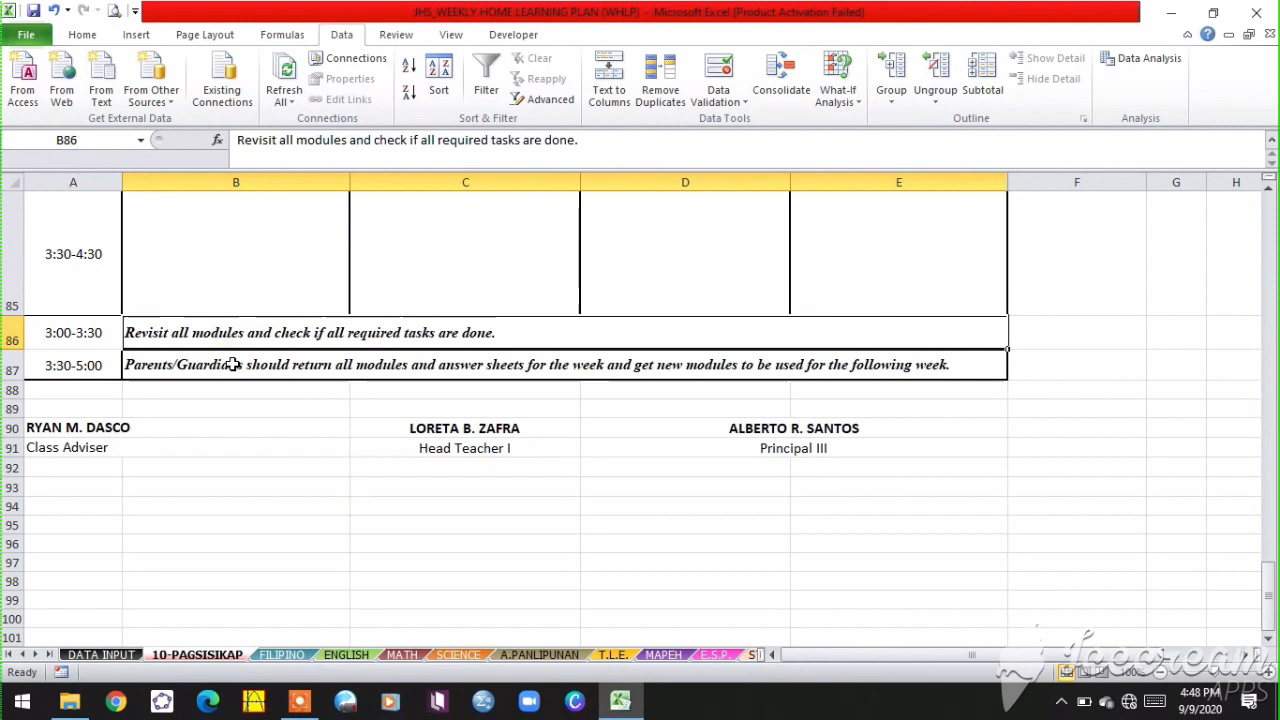 JHS_WEEKLY HOME LEARNING PLAN (WHLP) - Microsoft Excel (Product Activation Failed)
File Home Insert Page Layout Formulas Data Review View Developer
From Access
From Web
From Text
From Other Sources
Existing Connections
Get External Data
Refresh All
Connections
Properties
Edit Links
Connections
Sort
Filter
Clear
Reapply
Advanced
Sort & Filter
Text to Columns
Remove Duplicates
Data Validation
Consolidate
What-If Analysis
Data Tools
Group
Ungroup
Subtotal
Show Detail
Hide Detail
Outline
Data Analysis
Analysis
B86 fx Revisit all modules and check if all required tasks are done.
A B C D E F G H
85 3:30-4:30
86 3:00-3:30 Revisit all modules and check if all required tasks are done.
87 3:30-5:00 Parents/Guardians should return all modules and answer sheets for the week and get new modules to be used for the following week.
88
89
90 RYAN M. DASCO LORETA B. ZAFRA ALBERTO R. SANTOS
91 Class Adviser Head Teacher I Principal III
92
93
94
95
96
97
98
99
100
101
DATA INPUT 10-PAGSISIKAP FILIPINO ENGLISH MATH SCIENCE A.PANLIPUNAN T.L.E. MAPEH E.S.P. S
Ready 100%
Icecream
APPS
4:48 PM
9/9/2020